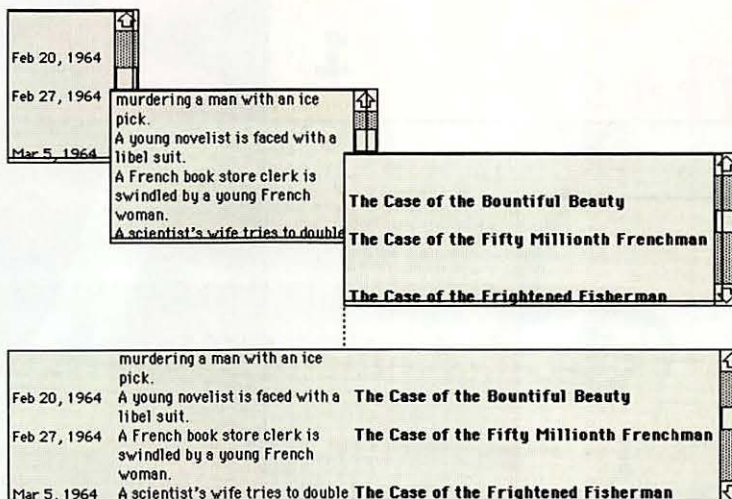 Feb 20, 1964
Feb 27, 1964
Mar 5, 1964
murdering a man with an ice
pick.
A young novelist is faced with a
libel suit.
A French book store clerk is
swindled by a young French
woman.
A scientist's wife tries to double
The Case of the Bountiful Beauty
The Case of the Fifty Millionth Frenchman
The Case of the Frightened Fisherman
murdering a man with an ice
pick.
Feb 20, 1964 A young novelist is faced with a The Case of the Bountiful Beauty
libel suit.
Feb 27, 1964 A French book store clerk is The Case of the Fifty Millionth Frenchman
swindled by a young French
woman.
Mar 5, 1964 A scientist's wife tries to double The Case of the Frightened Fisherman